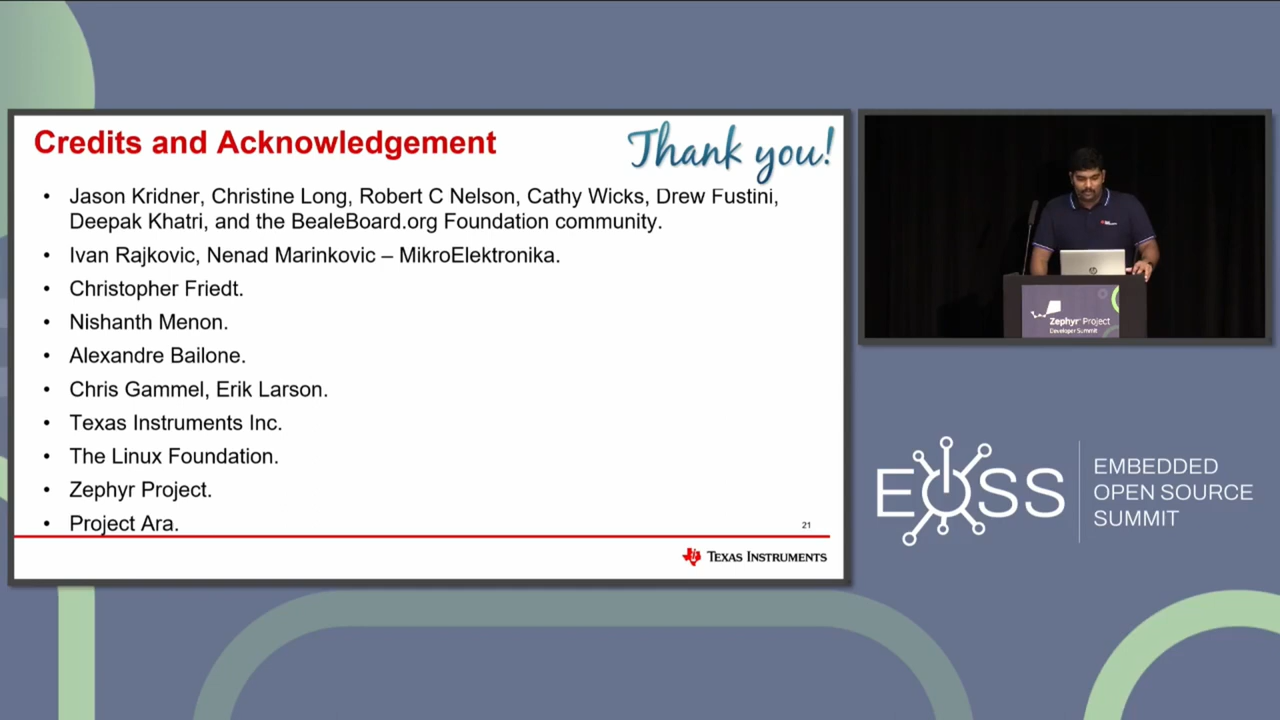 Credits and Acknowledgement
Thank you!
• Jason Kridner, Christine Long, Robert C Nelson, Cathy Wicks, Drew Fustini,
Deepak Khatri, and the BealeBoard.org Foundation community.
• Ivan Rajkovic, Nenad Marinkovic – MikroElektronika.
• Christopher Friedt.
• Nishanth Menon.
• Alexandre Bailone.
• Chris Gammel, Erik Larson.
• Texas Instruments Inc.
• The Linux Foundation.
• Zephyr Project.
• Project Ara.
21
TEXAS INSTRUMENTS
hp
Zephyr Project
Developer Summit
EOSS
EMBEDDED
OPEN SOURCE
SUMMIT